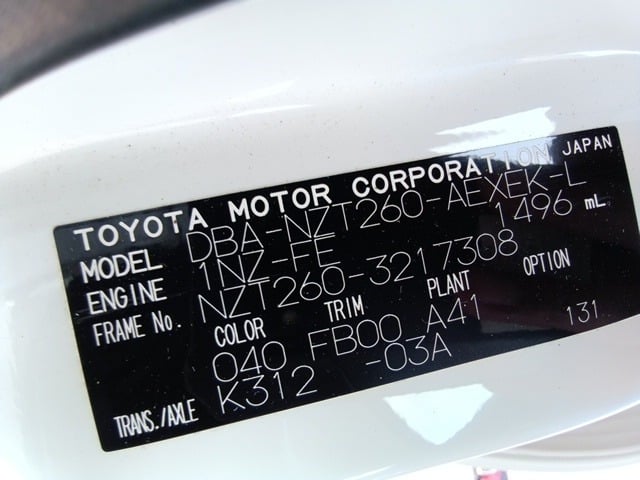 TOYOTA MOTOR CORPORATION JAPAN
MODEL DBA-NZT260-AEXEK-L
ENGINE 1NZ-FE 1496 mL
FRAME No. NZT260-3217308
COLOR TRIM PLANT OPTION
040 FB00 A41 131
TRANS./AXLE K312 -03A